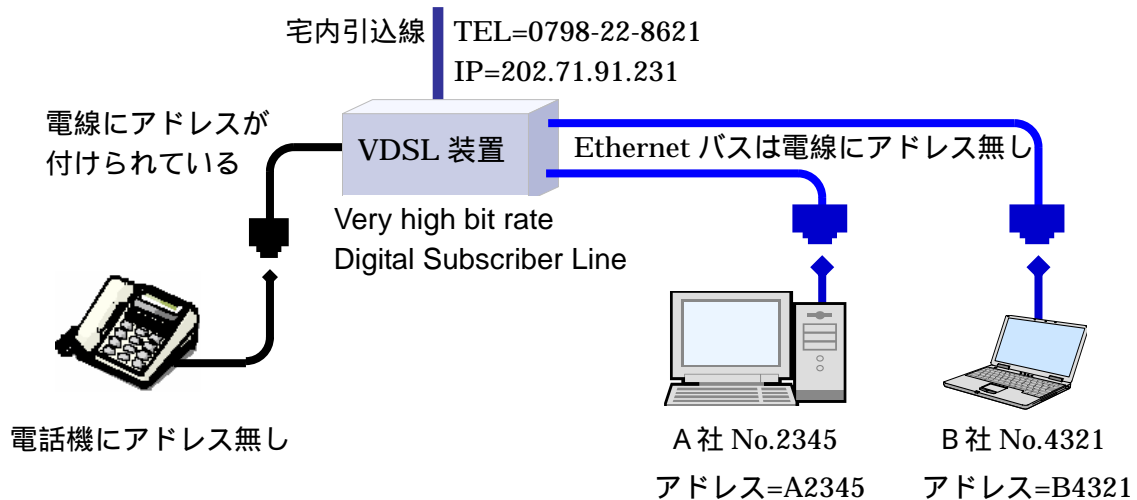 宅内引込線
TEL=0798-22-8621
IP=202.71.91.231
電線にアドレスが
付けられている
VDSL 装置
Ethernet バスは電線にアドレス無し
Very high bit rate
Digital Subscriber Line
電話機にアドレス無し
A社 No.2345
アドレス=A2345
B社 No.4321
アドレス=B4321